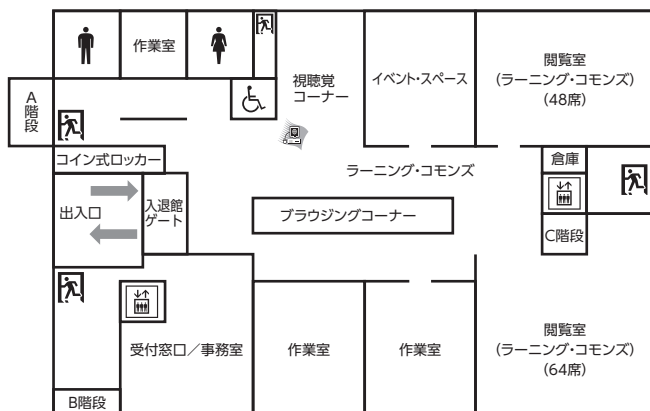 作業室
視聴覚
コーナー
イベント・スペース
閲覧室
(ラーニング・コモンズ)
(48席)
A
階
段
コイン式ロッカー
倉庫
ラーニング・コモンズ
出入口
入退館
ゲート
ブラウジングコーナー
C階段
受付窓口/事務室
作業室
作業室
閲覧室
(ラーニング・コモンズ)
(64席)
B階段